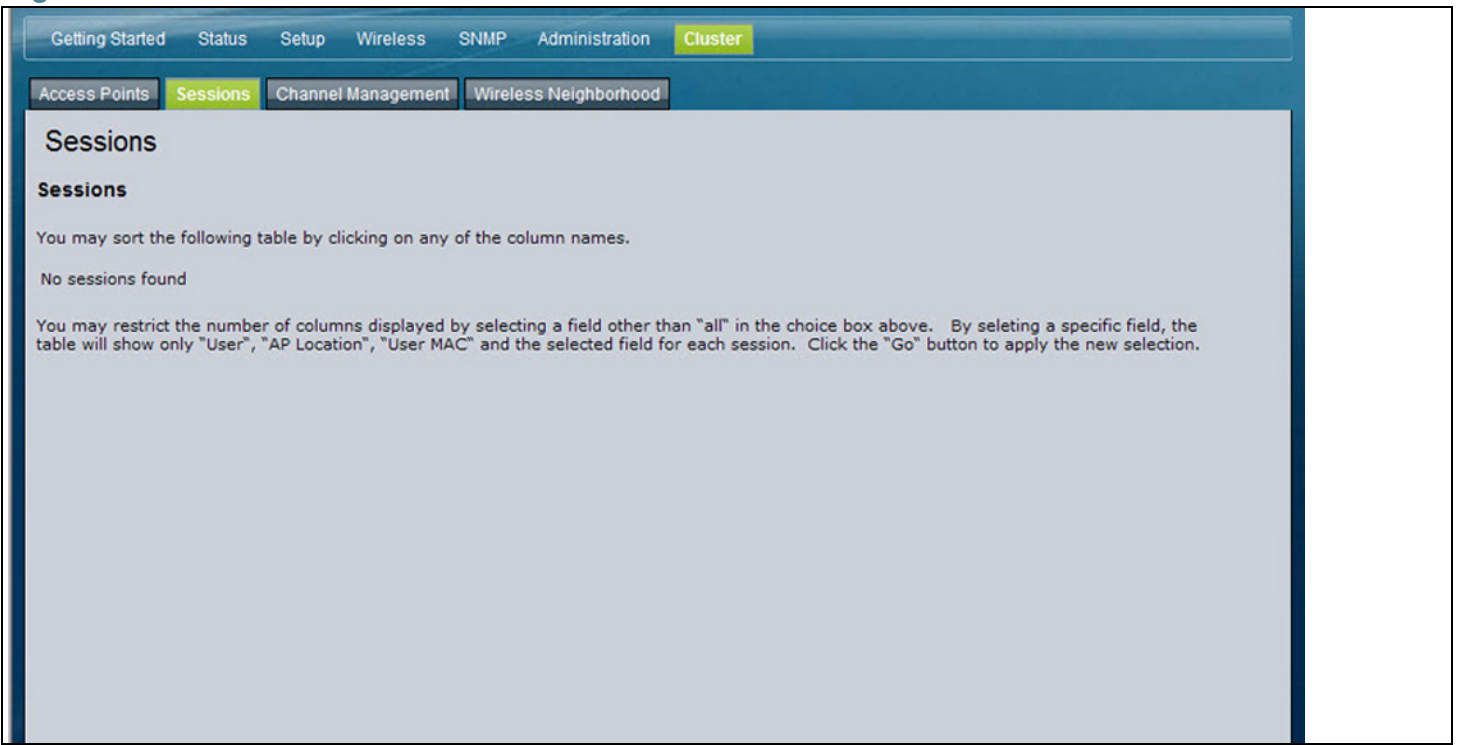 Getting Started Status Setup Wireless SNMP Administration Cluster
Access Points Sessions Channel Management Wireless Neighborhood
Sessions
Sessions
You may sort the following table by clicking on any of the column names.
No sessions found
You may restrict the number of columns displayed by selecting a field other than "all" in the choice box above. By seleting a specific field, the
table will show only "User", "AP Location", "User MAC" and the selected field for each session. Click the "Go" button to apply the new selection.